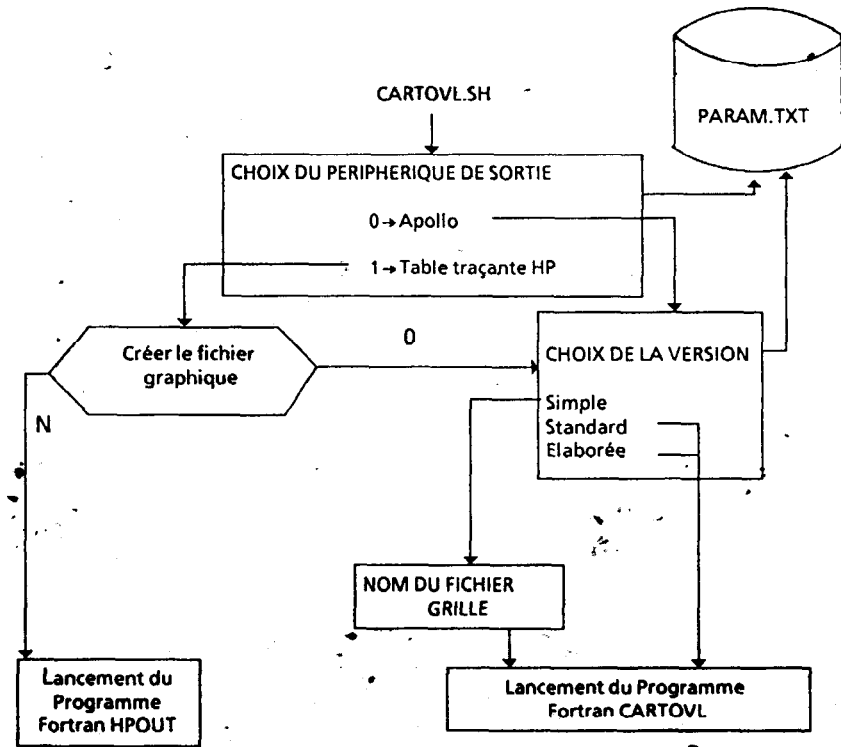 CARTOVL.SH
PARAM.TXT
CHOIX DU PERIPHERIQUE DE SORTIE
0→Apollo
1→Table traçante HP
Créer le fichier
graphique
O
N
CHOIX DE LA VERSION
Simple
Standard
Elaborée
NOM DU FICHIER
GRILLE
Lancement du
Programme
Fortran HPOUT
Lancement du Programme
Fortran CARTOVL